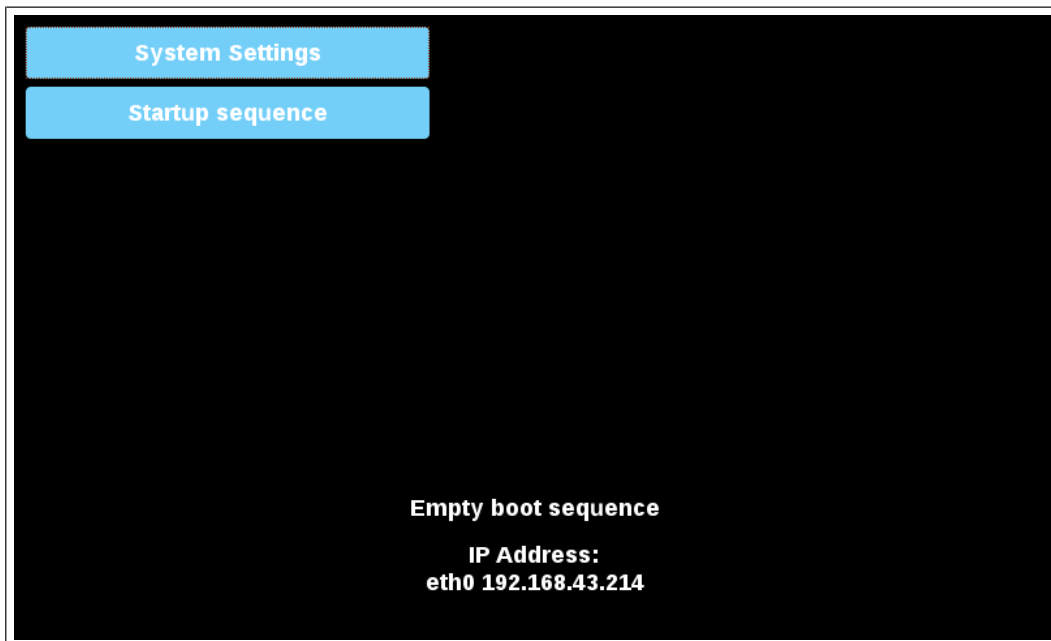 System Settings
Startup sequence
Empty boot sequence
IP Address:
eth0 192.168.43.214